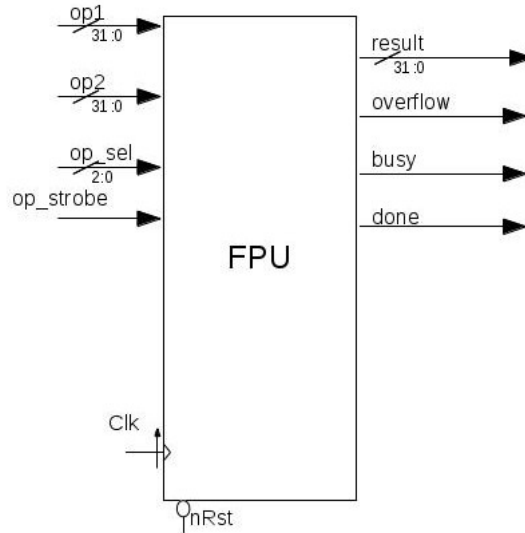 op1
31:0
op2
31:0
op_sel
2:0
op_strobe
result
31:0
overflow
busy
done
FPU
Clk
nRst